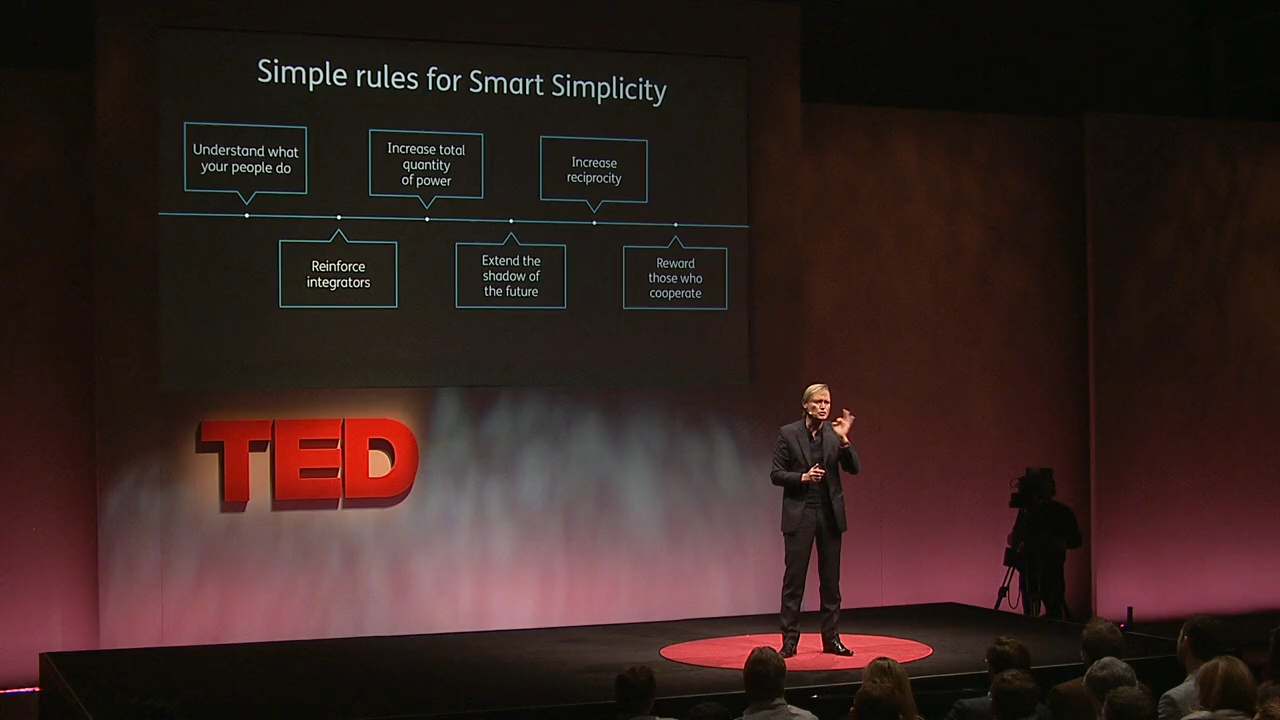 Simple rules for Smart Simplicity
Understand what
your people do
Increase total
quantity
of power
Increase
reciprocity
Reinforce
integrators
Extend the
shadow of
the future
Reward
those who
cooperate
TED